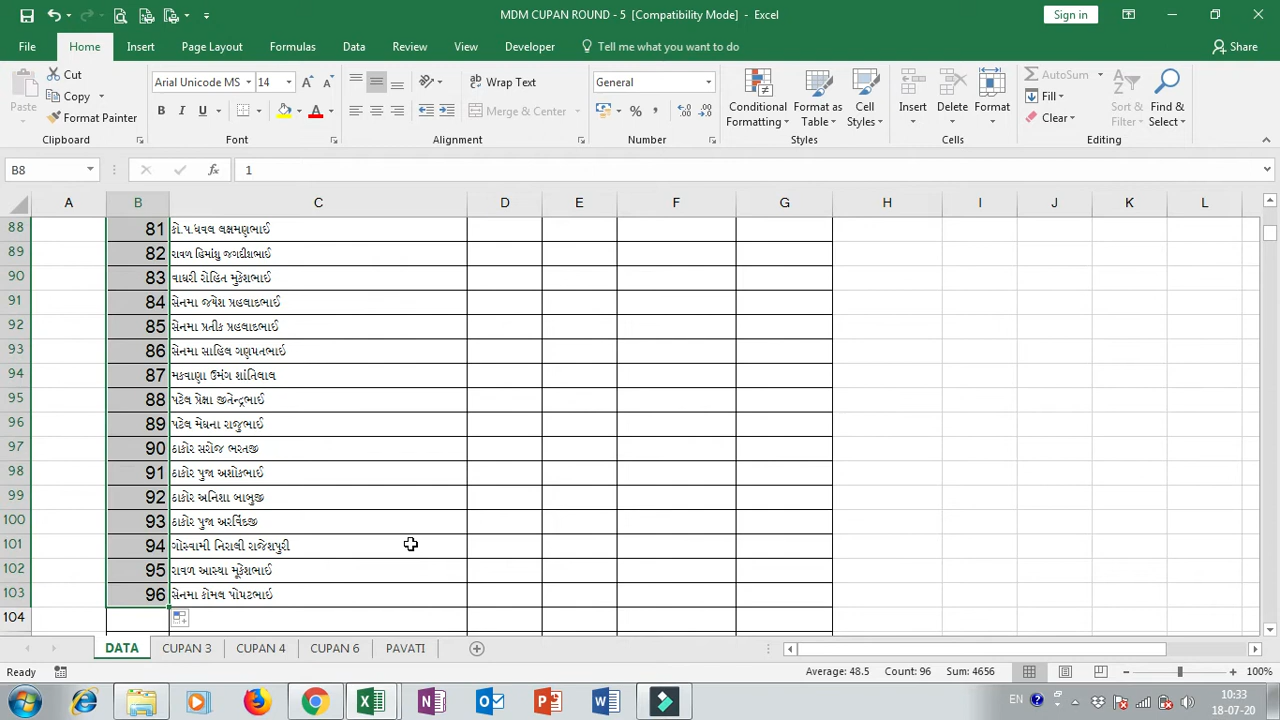 MDM CUPAN ROUND - 5 [Compatibility Mode] - Excel
Sign in
File Home Insert Page Layout Formulas Data Review View Developer Tell me what you want to do Share
Paste
Cut
Copy
Format Painter
Clipboard
Arial Unicode MS 14
B I U
Font
Wrap Text
Merge & Center
Alignment
General
Number
Conditional Formatting
Format as Table
Cell Styles
Styles
Insert Delete Format
Cells
AutoSum
Fill
Clear
Sort & Filter
Find & Select
Editing
B8 fx 1
A B C D E F G H I J K L
88 81 કો.પ.ધવલ લક્ષમણભાઈ
89 82 રાવળ હિમાંશુ જગદીશભાઈ
90 83 વાઘરી રોહિત મુકેશભાઈ
91 84 સેનમા જયેશ પ્રહલાદભાઈ
92 85 સેનમા પ્રતીક પ્રહલાદભાઈ
93 86 સેનમા સાહિલ ગણપતભાઇ
94 87 મકવાણા ઉમંગ શાંતિલાલ
95 88 પટેલ પ્રેક્ષા જીતેન્દ્રભાઈ
96 89 પટેલ મેઘના રાજુભાઈ
97 90 ઠાકોર સરોજ ભરતજી
98 91 ઠાકોર પુજા અશોકભાઈ
99 92 ઠાકોર અનિશા બાબુજી
100 93 ઠાકોર પુજા અરવિંદજી
101 94 ગોસ્વામી નિરાલી રાજેશપુરી
102 95 રાવળ આસ્થા મૂકેશભાઈ
103 96 સેનમા કોમલ પોપટભાઇ
104
DATA CUPAN 3 CUPAN 4 CUPAN 6 PAVATI
Ready Average: 48.5 Count: 96 Sum: 4656 100%
EN 10:33
18-07-20